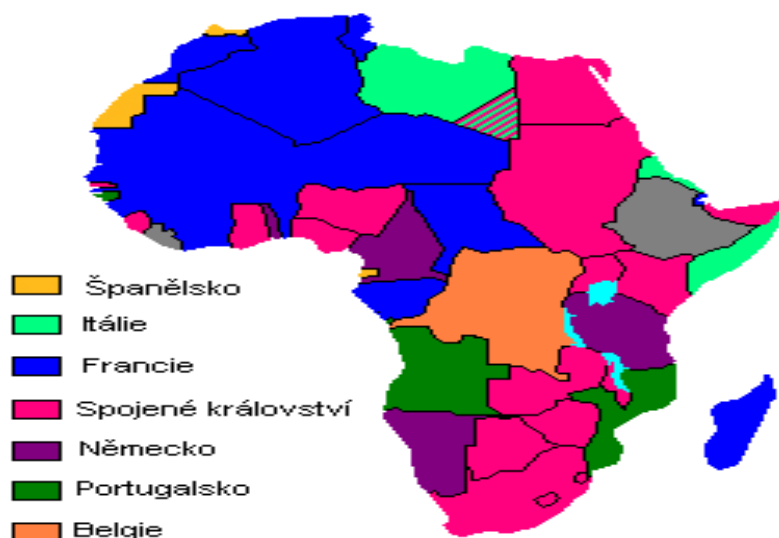 Španělsko
Itálie
Francie
Spojené království
Německo
Portugalsko
Belgie